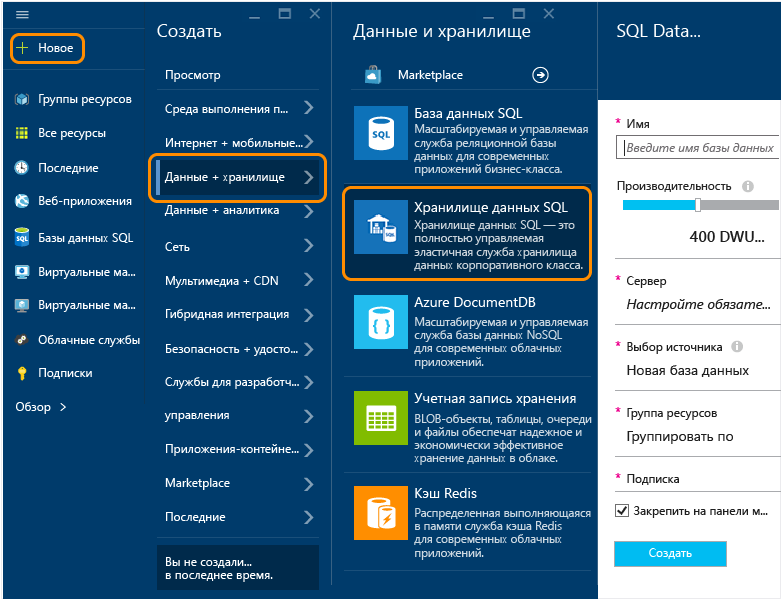 Новое
Группы ресурсов
Все ресурсы
Последние
Веб-приложения
Базы данных SQL
Виртуальные ма...
Виртуальные ма...
Облачные службы
Подписки
Обзор
Создать
Просмотр
Среда выполнения п...
Интернет + мобильные...
Данные + хранилище
Данные + аналитика
Сеть
Мультимедиа + CDN
Гибридная интеграция
Безопасность + удосто...
Службы для разработч...
управления
Приложения-контейне...
Marketplace
Последние
Вы не создали...
в последнее время.
Данные и хранилище
Marketplace
База данных SQL
Масштабируемая и управляемая
служба реляционной базы
данных для современных
приложений бизнес-класса.
Хранилище данных SQL
Хранилище данных SQL — это
полностью управляемая
эластичная служба хранилища
данных корпоративного класса.
Azure DocumentDB
Масштабируемая и управляемая
служба базы данных NoSQL
для современных облачных
приложений.
Учетная запись хранения
BLOB-объекты, таблицы, очереди
и файлы обеспечат надежное и
экономически эффективное
хранение данных в облаке.
Кэш Redis
Распределенная выполняющаяся
в памяти служба кэша Redis
для современных облачных
приложений.
SQL Data...
* Имя
Введите имя базы данных
Производительность
400 DWU...
* Сервер
Настройте обязате...
* Выбор источника
Новая база данных
* Группа ресурсов
Группировать по
* Подписка
Закрепить на панели м...
Создать